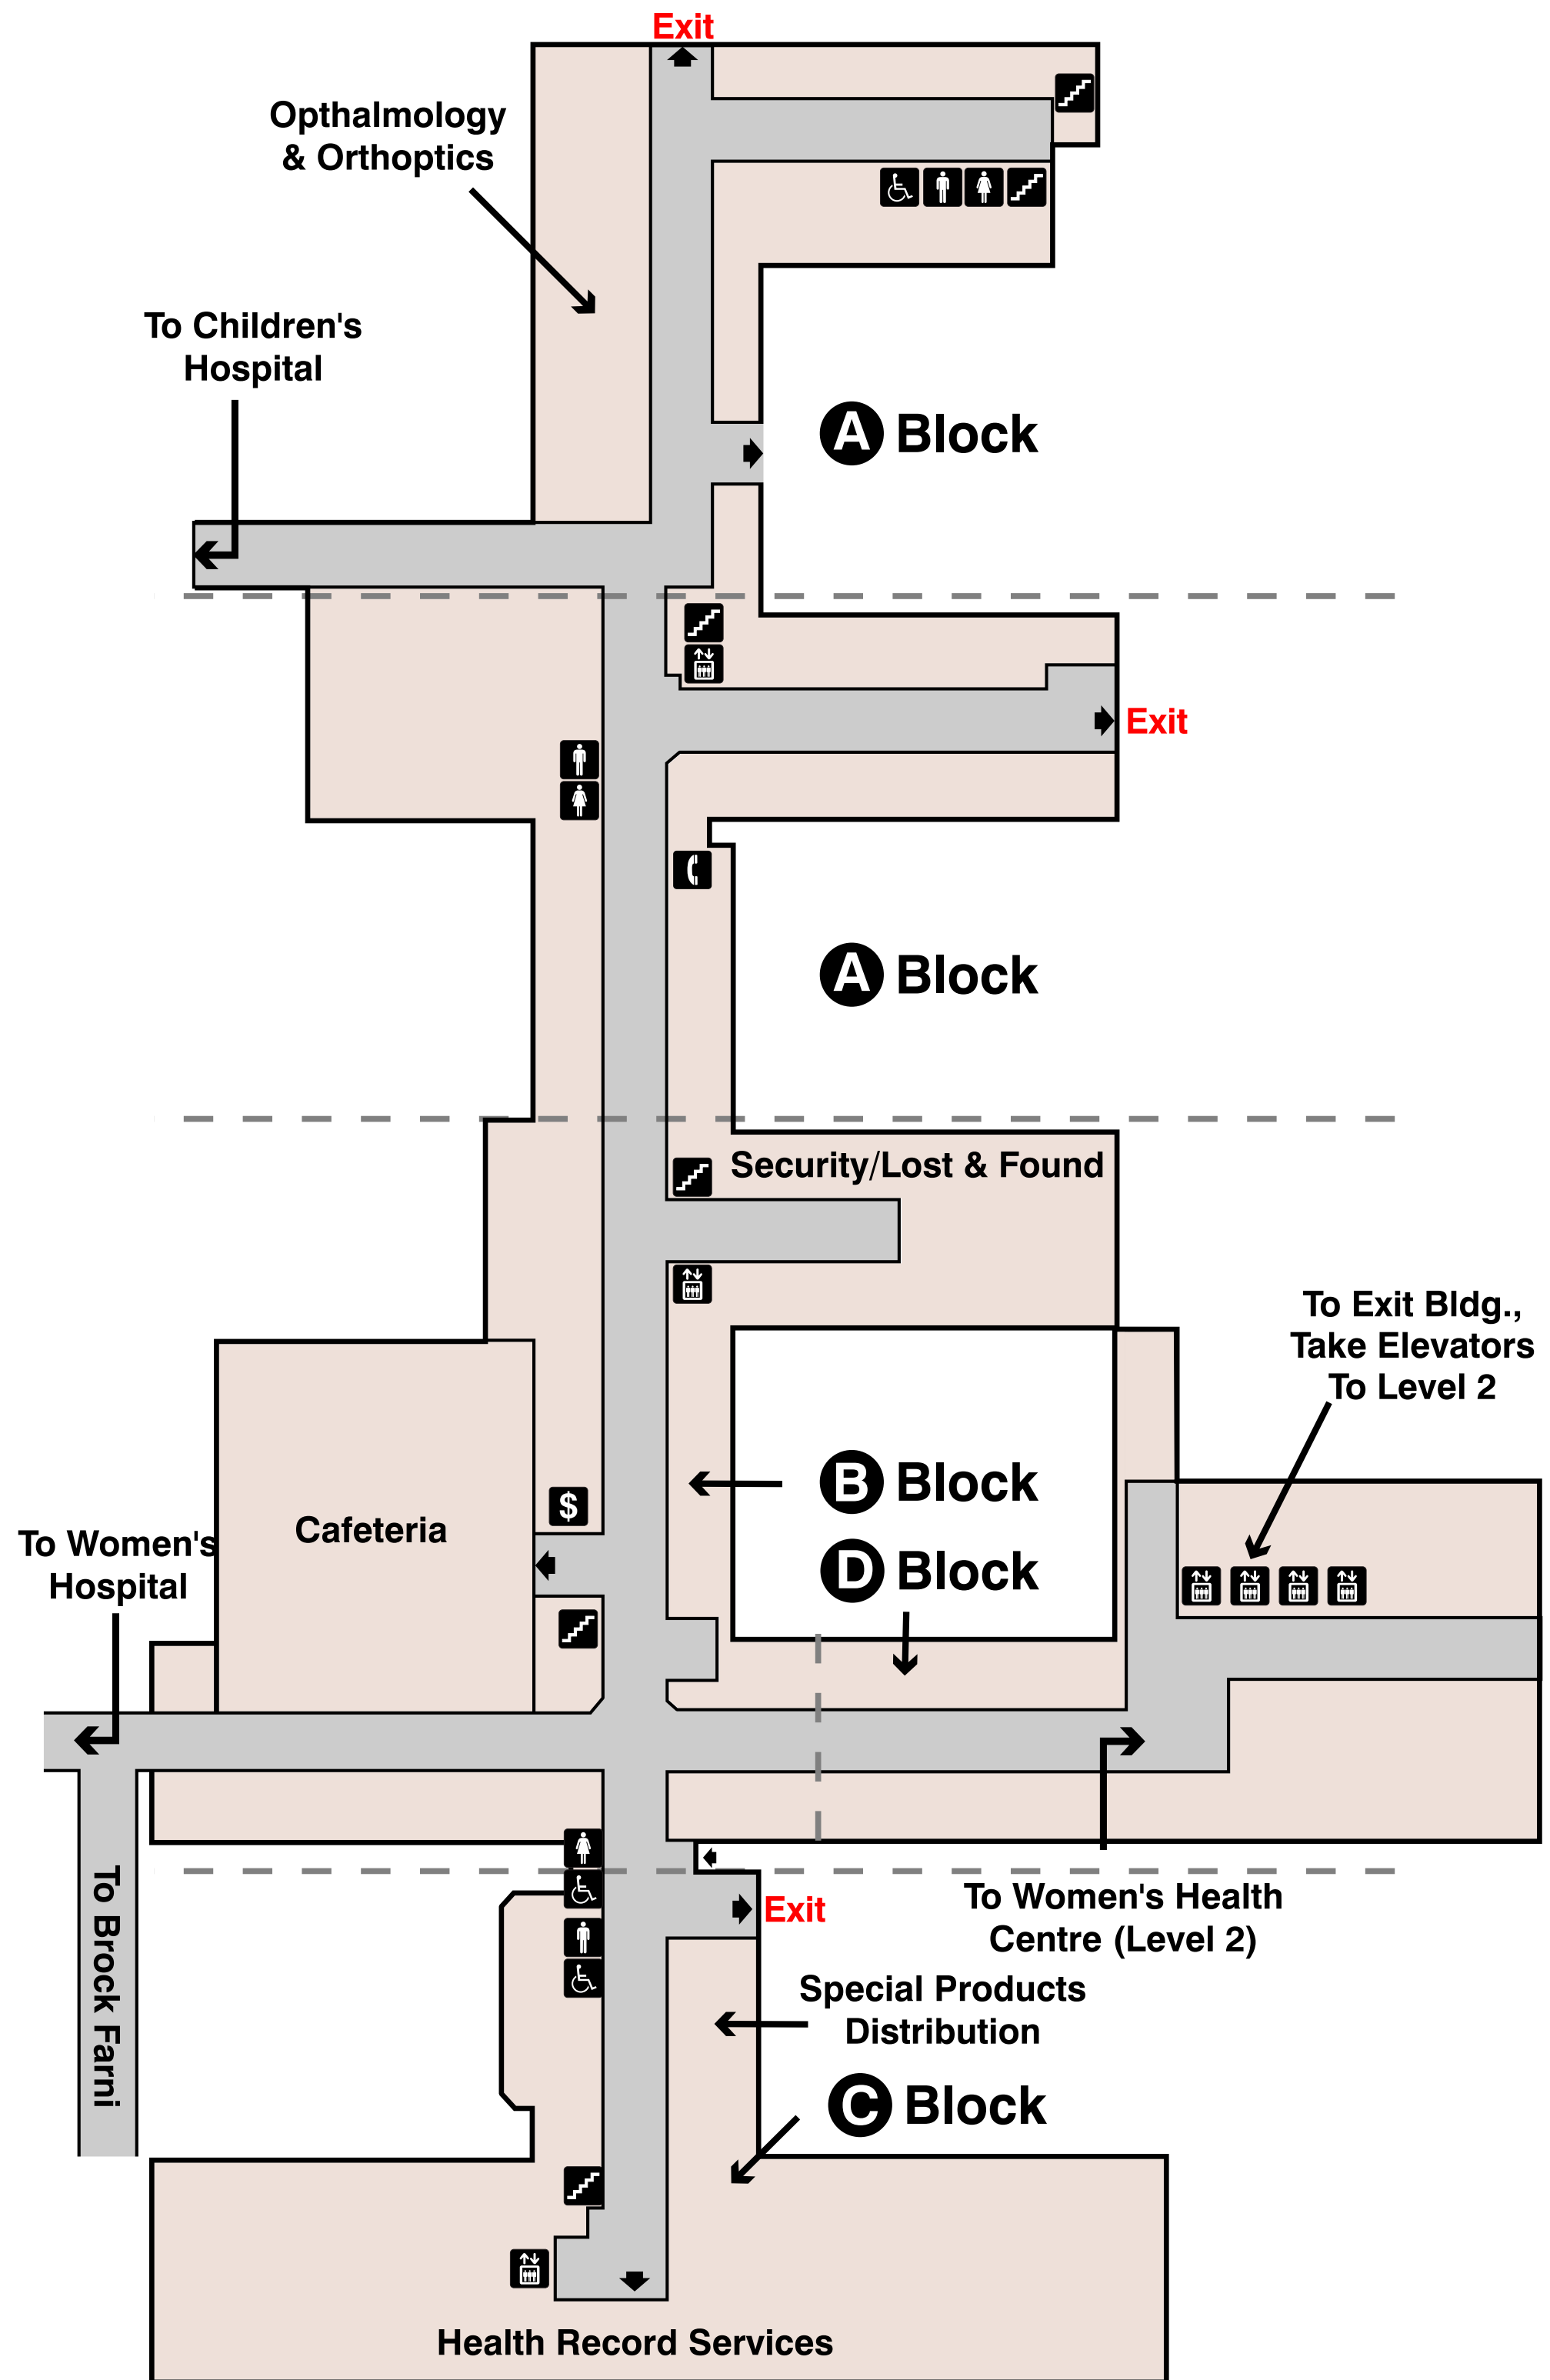 Exit
Opthalmology
& Orthoptics
To Children's
Hospital
A Block
Exit
A Block
Security/Lost & Found
To Exit Bldg.,
Take Elevators
To Level 2
B Block
$
Cafeteria
To Women's
Hospital
D Block
To Brock Farni
Exit
To Women's Health
Centre (Level 2)
Special Products
Distribution
C Block
Health Record Services